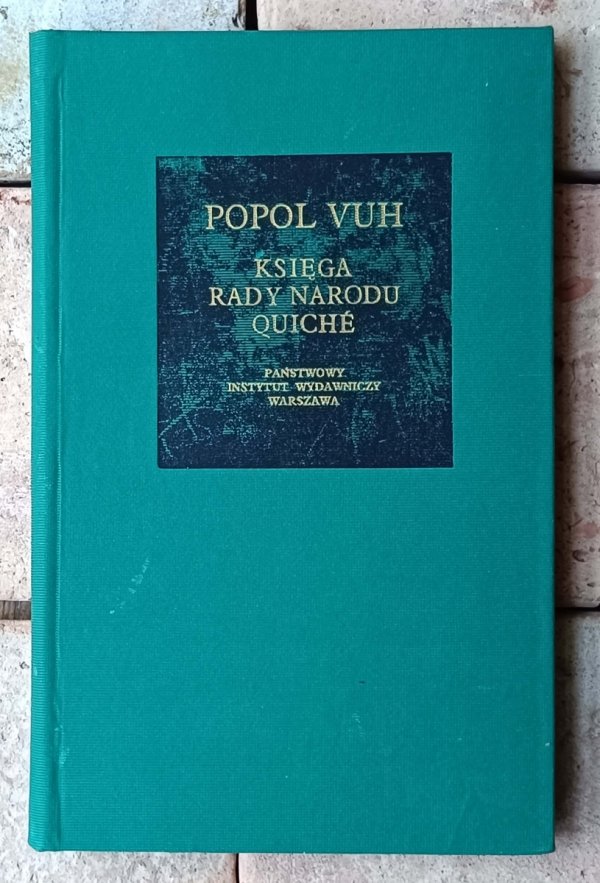 POPOL VUH
KSIĘGA
RADY NARODU
QUICHÉ
PAŃSTWOWY
INSTYTUT WYDAWNICZY
WARSZAWA